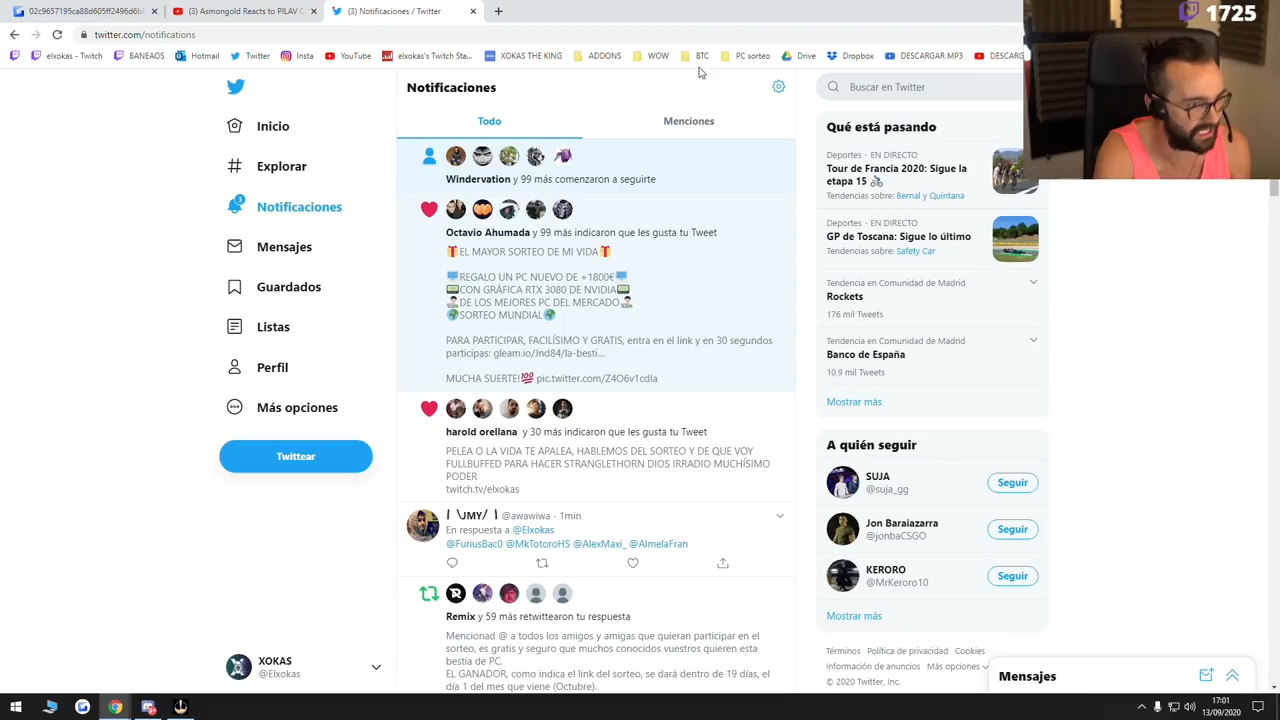 02c9657195ca88d605ff2496d6b
(3) Asmongold Reacts to PILAV C
(3) Notificaciones / Twitter
1725
twitter.com/notifications
elxokas - Twitch
BANEAOS
Hotmail
Twitter
Insta
YouTube
elxokas's Twitch Sta...
XOKAS THE KING
ADDONS
WOW
BTC
PC sorteo
Drive
Dropbox
DESCARGAR MP3
DESCARG
Inicio
Explorar
3
Notificaciones
Mensajes
Guardados
Listas
Perfil
Más opciones
Twittear
XOKAS
@Elxokas
Notificaciones
Todo
Menciones
Windervation y 99 más comenzaron a seguirte
Octavio Ahumada y 99 más indicaron que les gusta tu Tweet
🎁EL MAYOR SORTEO DE MI VIDA🎁
REGALO UN PC NUEVO DE +1800€
CON GRÁFICA RTX 3080 DE NVIDIA
DE LOS MEJORES PC DEL MERCADO
SORTEO MUNDIAL
PARA PARTICIPAR, FACILÍSIMO Y GRATIS, entra en el link y en 30 segundos
participas: gleam.io/Jnd84/la-besti...
MUCHA SUERTE!💯 pic.twitter.com/Z4O6v1cdIa
harold orellana y 30 más indicaron que les gusta tu Tweet
PELEA O LA VIDA TE APALEA, HABLEMOS DEL SORTEO Y DE QUE VOY
FULLBUFFED PARA HACER STRANGLETHORN DIOS IRRADIO MUCHÍSIMO
PODER
twitch.tv/elxokas
@awawiwa · 1min
En respuesta a @Elxokas
@FuriusBac0 @MkTotoroHS @AlexMaxi_ @AlmelaFran
Remix y 59 más retwittearon tu respuesta
Mencionad @ a todos los amigos y amigas que quieran participar en el
sorteo, es gratis y seguro que muchos conocidos vuestros quieren esta
bestia de PC.
EL GANADOR, como indica el link del sorteo, se dará dentro de 19 días, el
día 1 del mes que viene (Octubre).
Buscar en Twitter
Qué está pasando
Deportes · EN DIRECTO
Tour de Francia 2020: Sigue la
etapa 15 🚲
Tendencias sobre: Bernal y Quintana
Deportes · EN DIRECTO
GP de Toscana: Sigue lo último
Tendencias sobre: Safety Car
Tendencia en Comunidad de Madrid
Rockets
176 mil Tweets
Tendencia en Comunidad de Madrid
Banco de España
10,9 mil Tweets
Mostrar más
A quién seguir
SUJA
@suja_gg
Seguir
Jon Baraiazarra
@jonbaCSGO
Seguir
KERORO
@MrKeroro10
Seguir
Mostrar más
Términos Política de privacidad Cookies
Información de anuncios Más opciones
© 2020 Twitter, Inc.
Mensajes
17:01
13/09/2020